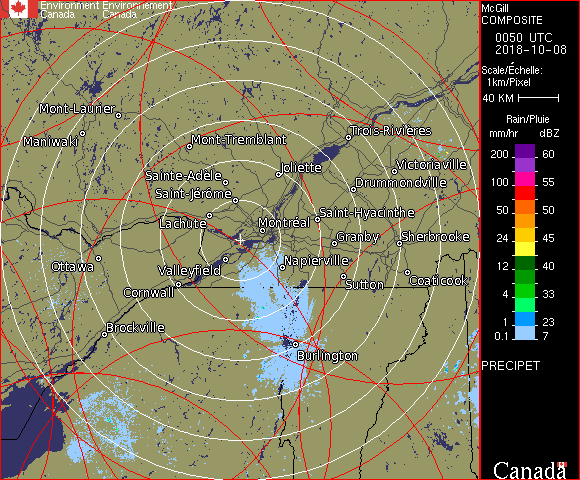 Environment Environnement
Canada Canada
McGill
COMPOSITE
0050 UTC
2018-10-08
Scale/Échelle:
1km/Pixel
40 KM
Rain/Pluie
mm/hr dBZ
200 60
155
100 55
50 50
24 45
12 40
4 33
1 23
0.1 7
PRECIPET
Canada
Mont-Laurier
Maniwaki
Mont-Tremblant
Trois-Rivières
Joliette
Victoriaville
Sainte-Adèle
Drummondville
Saint-Jérôme
Saint-Hyacinthe
Lachute
Montréal
Granby
Sherbrooke
Ottawa
Valleyfield
Napierville
Cornwall
Sutton
Coaticook
Brockville
Burlington